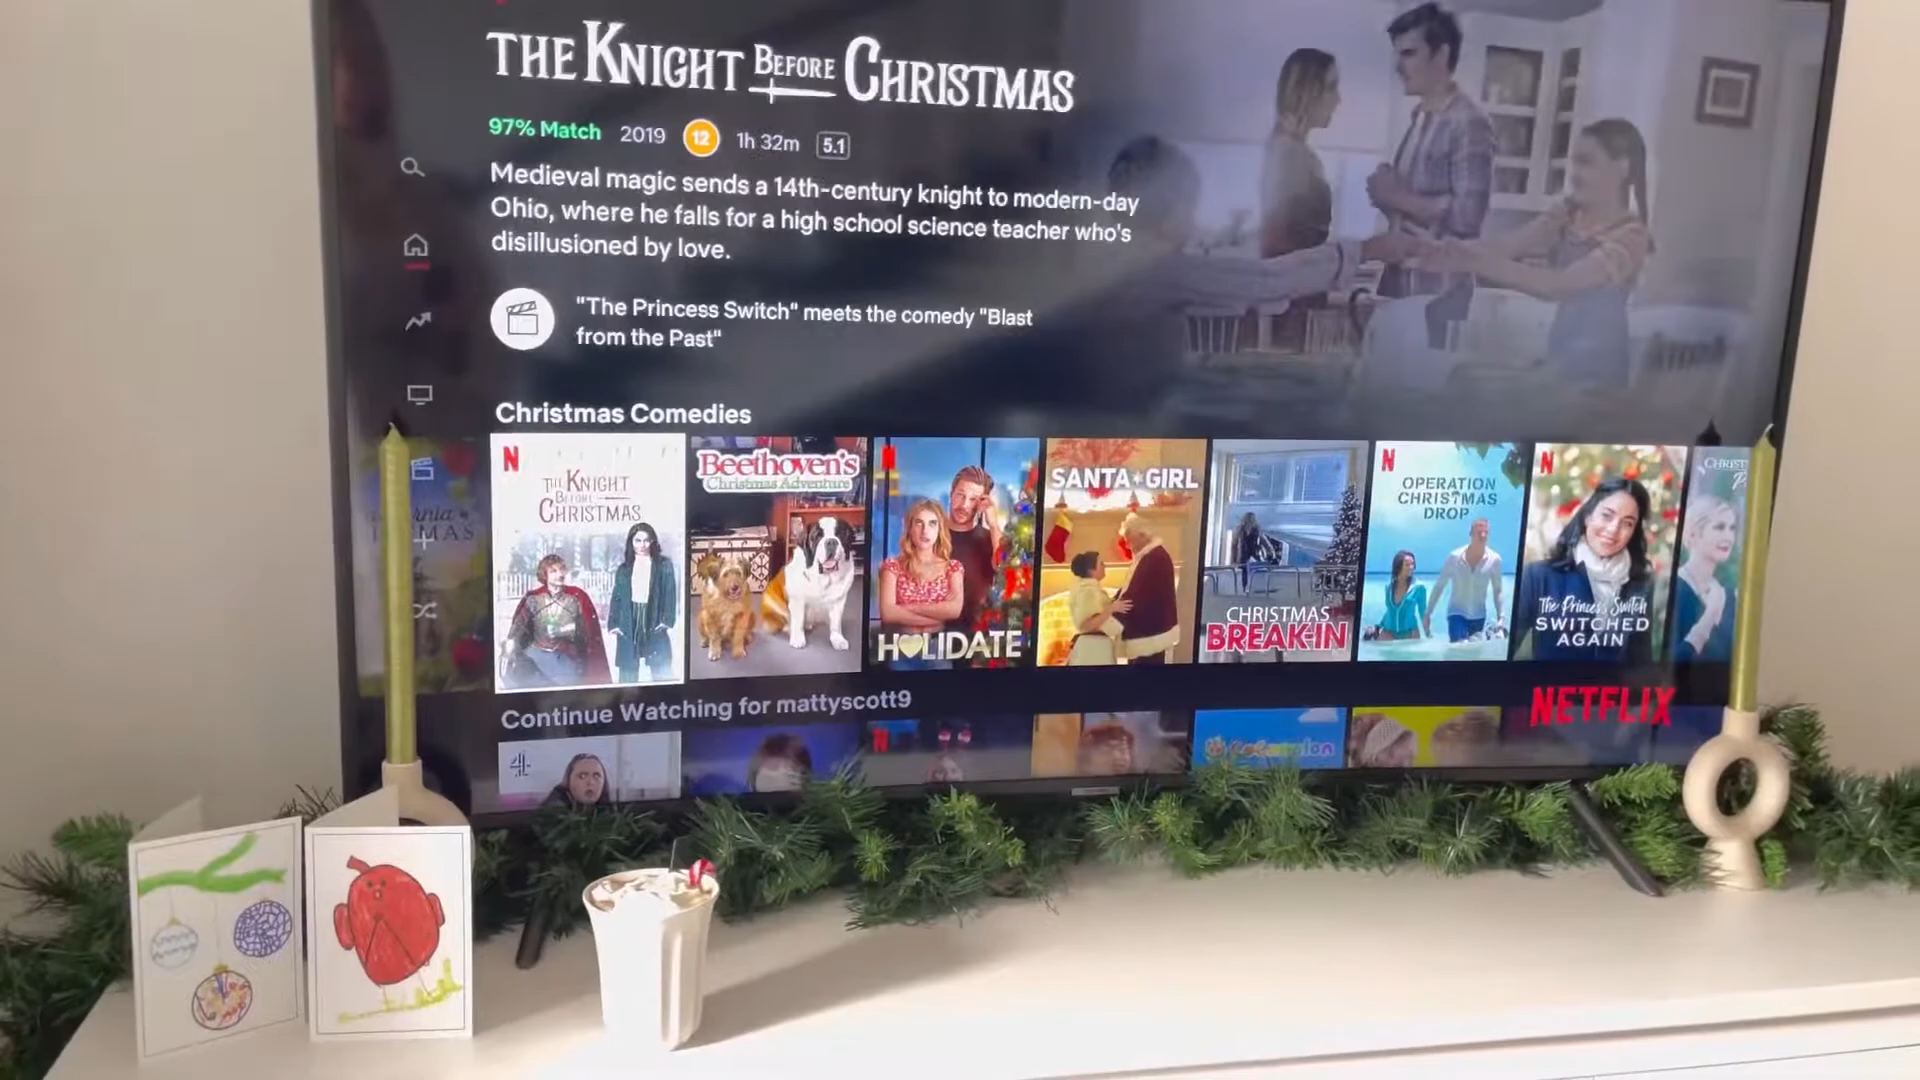 THE KNIGHT BEFORE CHRISTMAS
97% Match 2019 12 1h 32m 5.1
Medieval magic sends a 14th-century knight to modern-day
Ohio, where he falls for a high school science teacher who's
disillusioned by love.
"The Princess Switch" meets the comedy "Blast
from the Past"
Christmas Comedies
N
THE KNIGHT
BEFORE
CHRISTMAS
Beethoven's
Christmas Adventure
N
HOLIDATE
SANTA GIRL
CHRISTMAS
BREAK-IN
N
OPERATION
CHRISTMAS
DROP
N
The Princess Switch
SWITCHED
AGAIN
Continue Watching for mattyscott9
NETFLIX
4
N